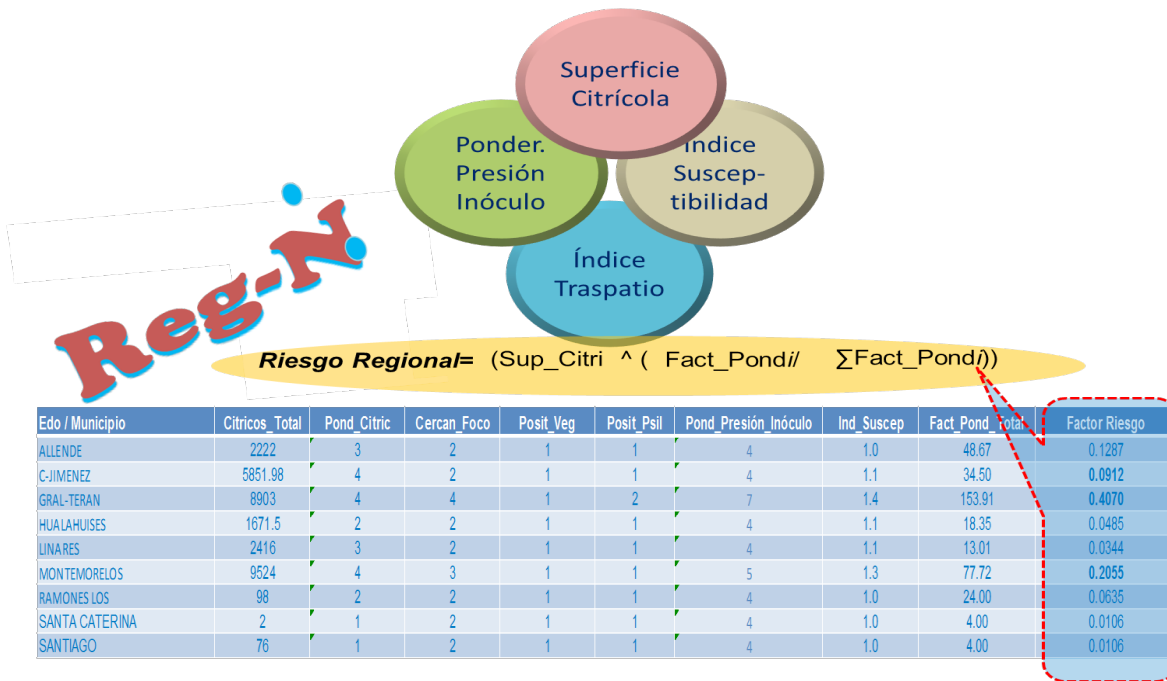 Superficie
Citrícola
Ponder.
Presión
Inóculo
Índice
Suscep-
tibilidad
Índice
Traspatio
Reg-N
Riesgo Regional= (Sup_Citri ^ ( Fact_Pondi/ ∑Fact_Pondi))
Edo / Municipio Citricos_Total Pond_Citric Cercan_Foco Posit_Veg Posit_Psil Pond_Presión_Inóculo Ind_Suscep Fact_Pond_Total Factor Riesgo
ALLENDE 2222 3 2 1 1 4 1.0 48.67 0.1287
C-JIMENEZ 5851.98 4 2 1 1 4 1.1 34.50 0.0912
GRAL-TERAN 8903 4 4 1 2 7 1.4 153.91 0.4070
HUALAHUISES 1671.5 2 2 1 1 4 1.1 18.35 0.0485
LINARES 2416 3 2 1 1 4 1.1 13.01 0.0344
MONTEMORELOS 9524 4 3 1 1 5 1.3 77.72 0.2055
RAMONES LOS 98 2 2 1 1 4 1.0 24.00 0.0635
SANTA CATERINA 2 1 2 1 1 4 1.0 4.00 0.0106
SANTIAGO 76 1 2 1 1 4 1.0 4.00 0.0106